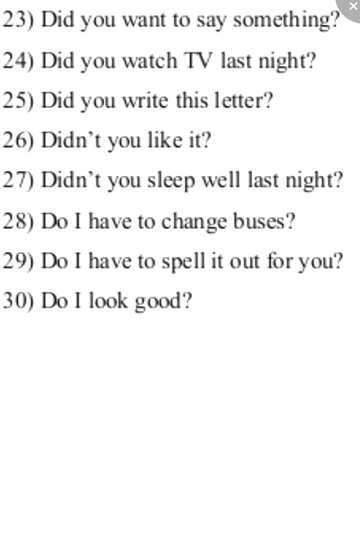 23) Did you want to say something?
24) Did you watch TV last night?
25) Did you write this letter?
26) Didn’t you like it?
27) Didn’t you sleep well last night?
28) Do I have to change buses?
29) Do I have to spell it out for you?
30) Do I look good?